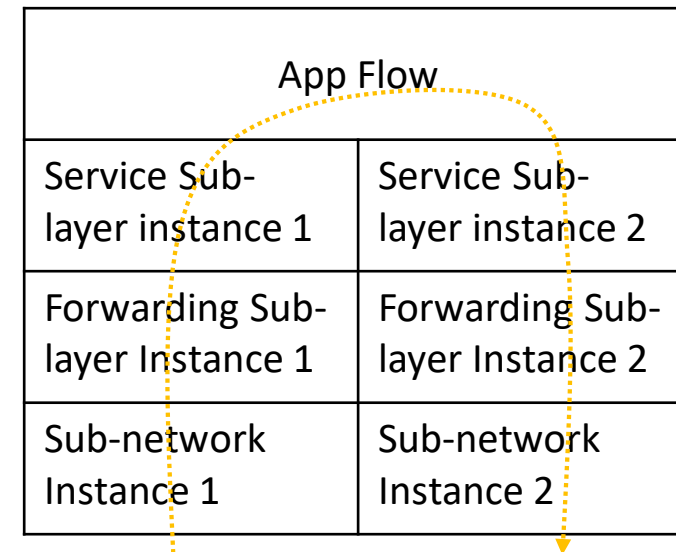 App Flow
Service Sub-
layer instance 1
Service Sub-
layer instance 2
Forwarding Sub-
layer Instance 1
Forwarding Sub-
layer Instance 2
Sub-network
Instance 1
Sub-network
Instance 2